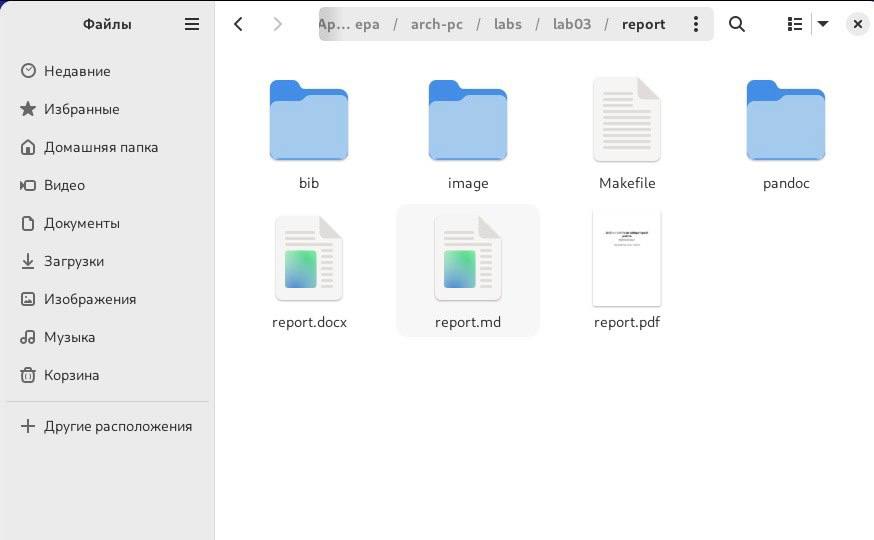 Файлы
Ар... ера / arch-pc / labs / lab03 / report
Недавние
Избранные
Домашняя папка
Видео
Документы
Загрузки
Изображения
Музыка
Корзина
Другие расположения
bib
image
Makefile
pandoc
report.docx
report.md
report.pdf